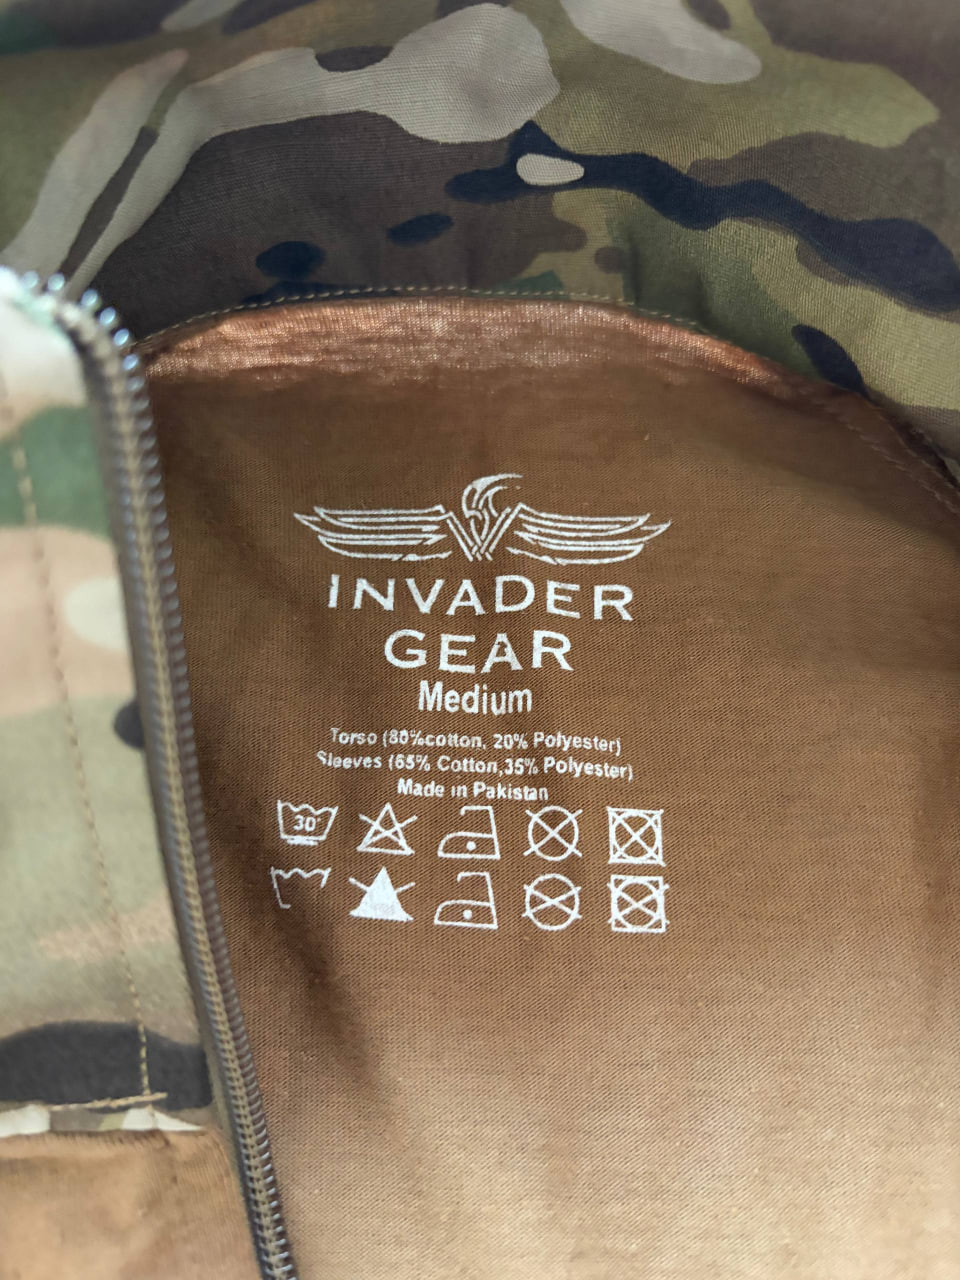 INVADER
GEAR
Medium
Torso (80%cotton, 20% Polyester)
Sleeves (65% Cotton,35% Polyester)
Made in Pakistan
30°